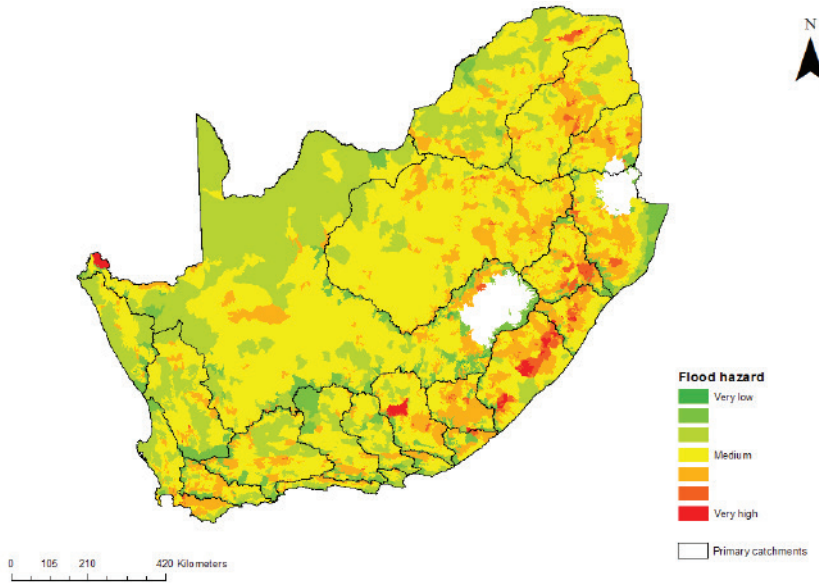 N
Flood hazard
Very low
Medium
Very high
Primary catchments
0 105 210 420 Kilometers